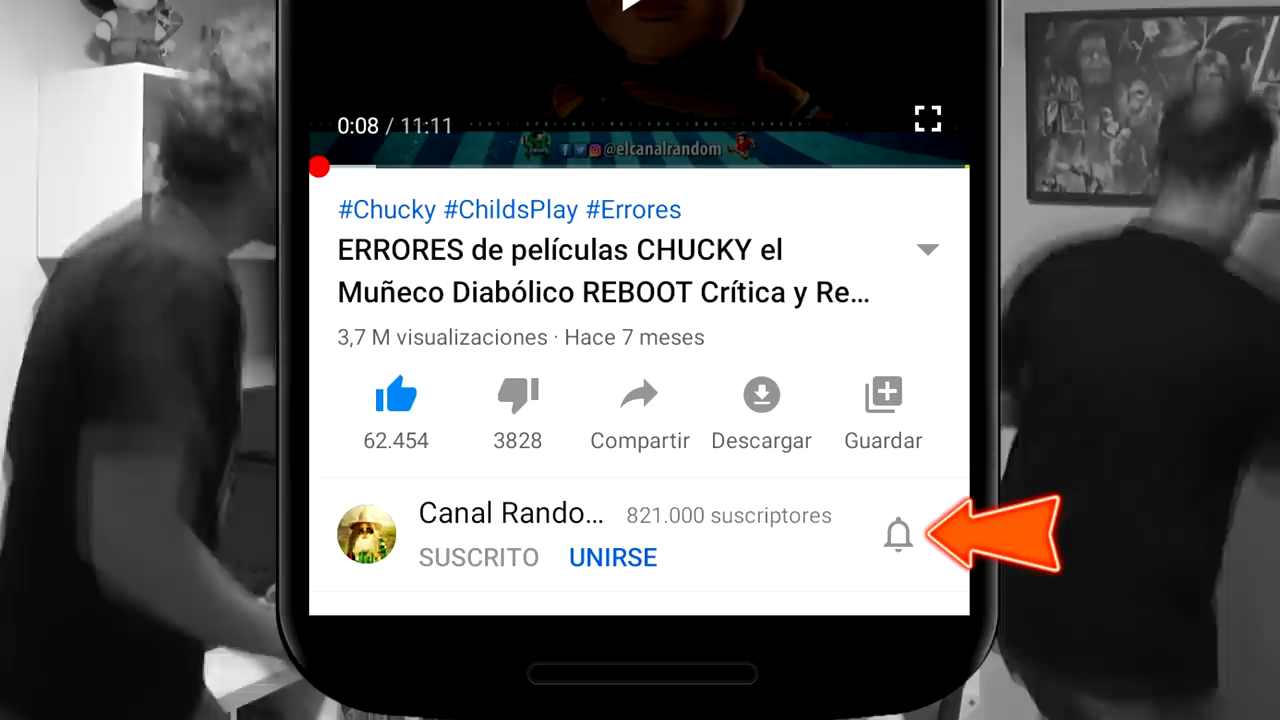 0:08 / 11:11
@elcanalrandom
#Chucky #ChildsPlay #Errores
ERRORES de películas CHUCKY el
Muñeco Diabólico REBOOT Crítica y Re...
3,7 M visualizaciones · Hace 7 meses
62.454
3828
Compartir
Descargar
Guardar
Canal Rando... 821.000 suscriptores
SUSCRITO UNIRSE